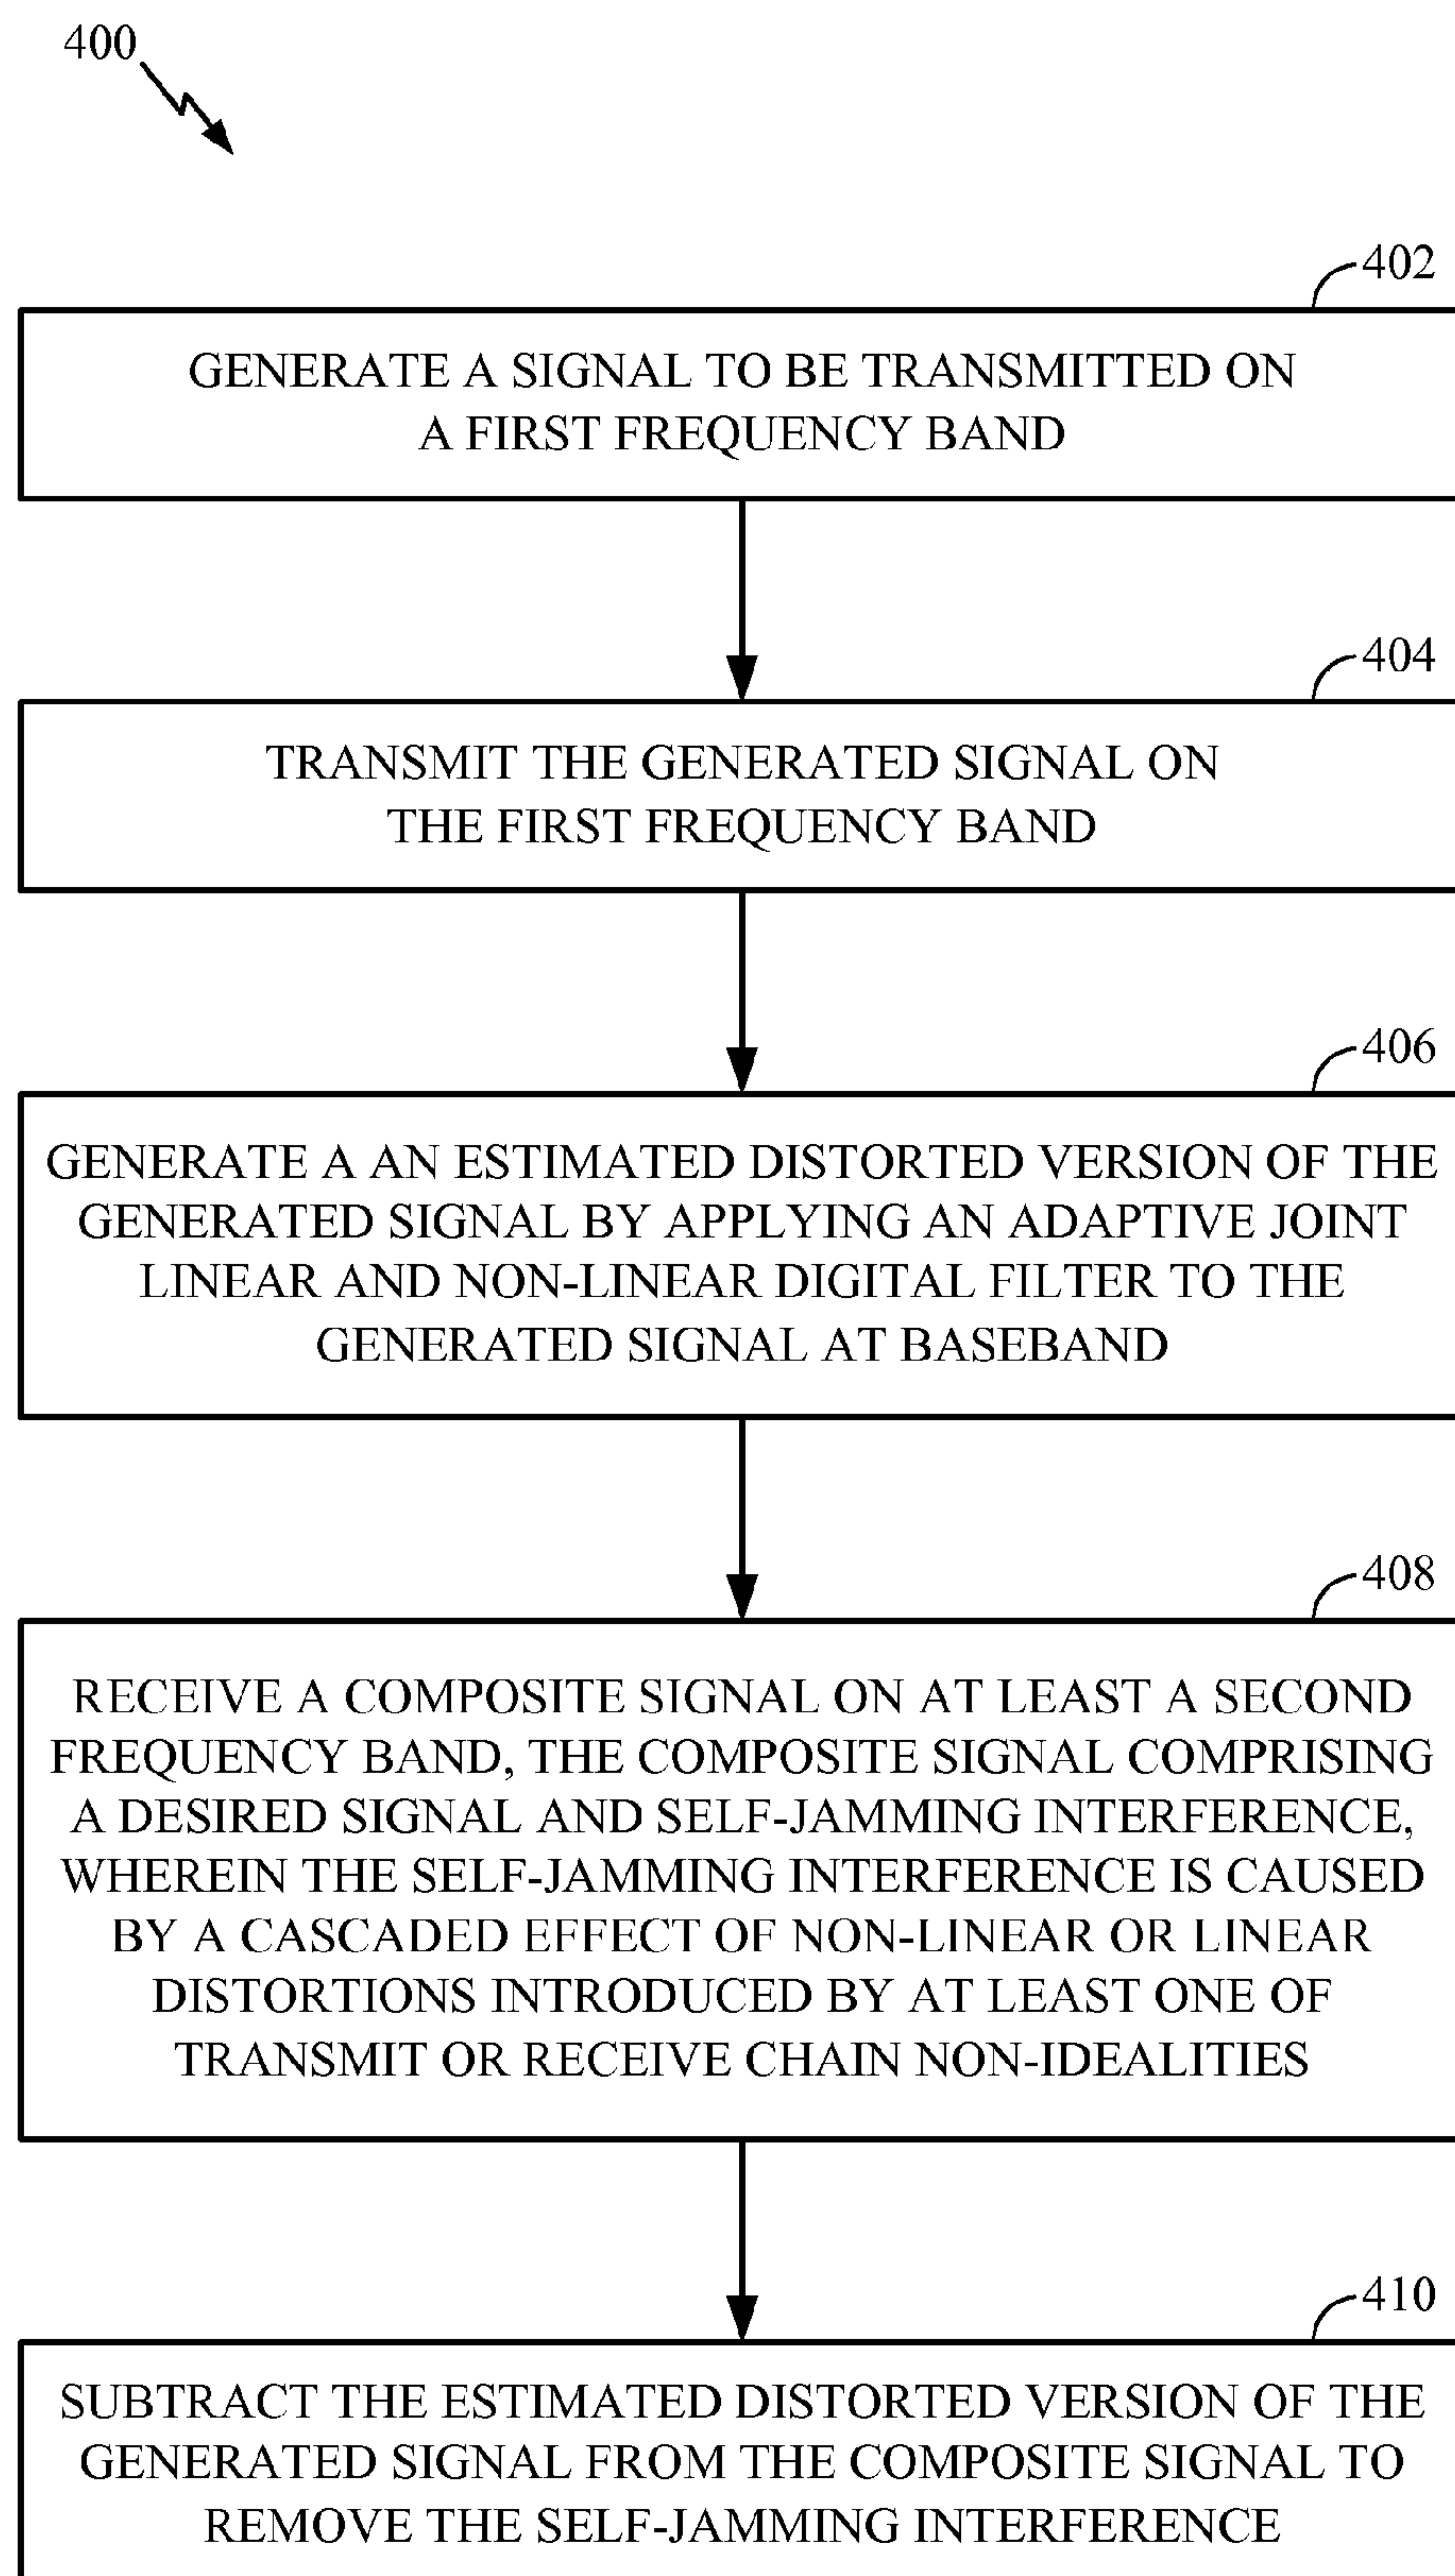 400
402
GENERATE A SIGNAL TO BE TRANSMITTED ON
A FIRST FREQUENCY BAND
404
TRANSMIT THE GENERATED SIGNAL ON
THE FIRST FREQUENCY BAND
406
GENERATE A AN ESTIMATED DISTORTED VERSION OF THE
GENERATED SIGNAL BY APPLYING AN ADAPTIVE JOINT
LINEAR AND NON-LINEAR DIGITAL FILTER TO THE
GENERATED SIGNAL AT BASEBAND
408
RECEIVE A COMPOSITE SIGNAL ON AT LEAST A SECOND
FREQUENCY BAND, THE COMPOSITE SIGNAL COMPRISING
A DESIRED SIGNAL AND SELF-JAMMING INTERFERENCE,
WHEREIN THE SELF-JAMMING INTERFERENCE IS CAUSED
BY A CASCADED EFFECT OF NON-LINEAR OR LINEAR
DISTORTIONS INTRODUCED BY AT LEAST ONE OF
TRANSMIT OR RECEIVE CHAIN NON-IDEALITIES
410
SUBTRACT THE ESTIMATED DISTORTED VERSION OF THE
GENERATED SIGNAL FROM THE COMPOSITE SIGNAL TO
REMOVE THE SELF-JAMMING INTERFERENCE